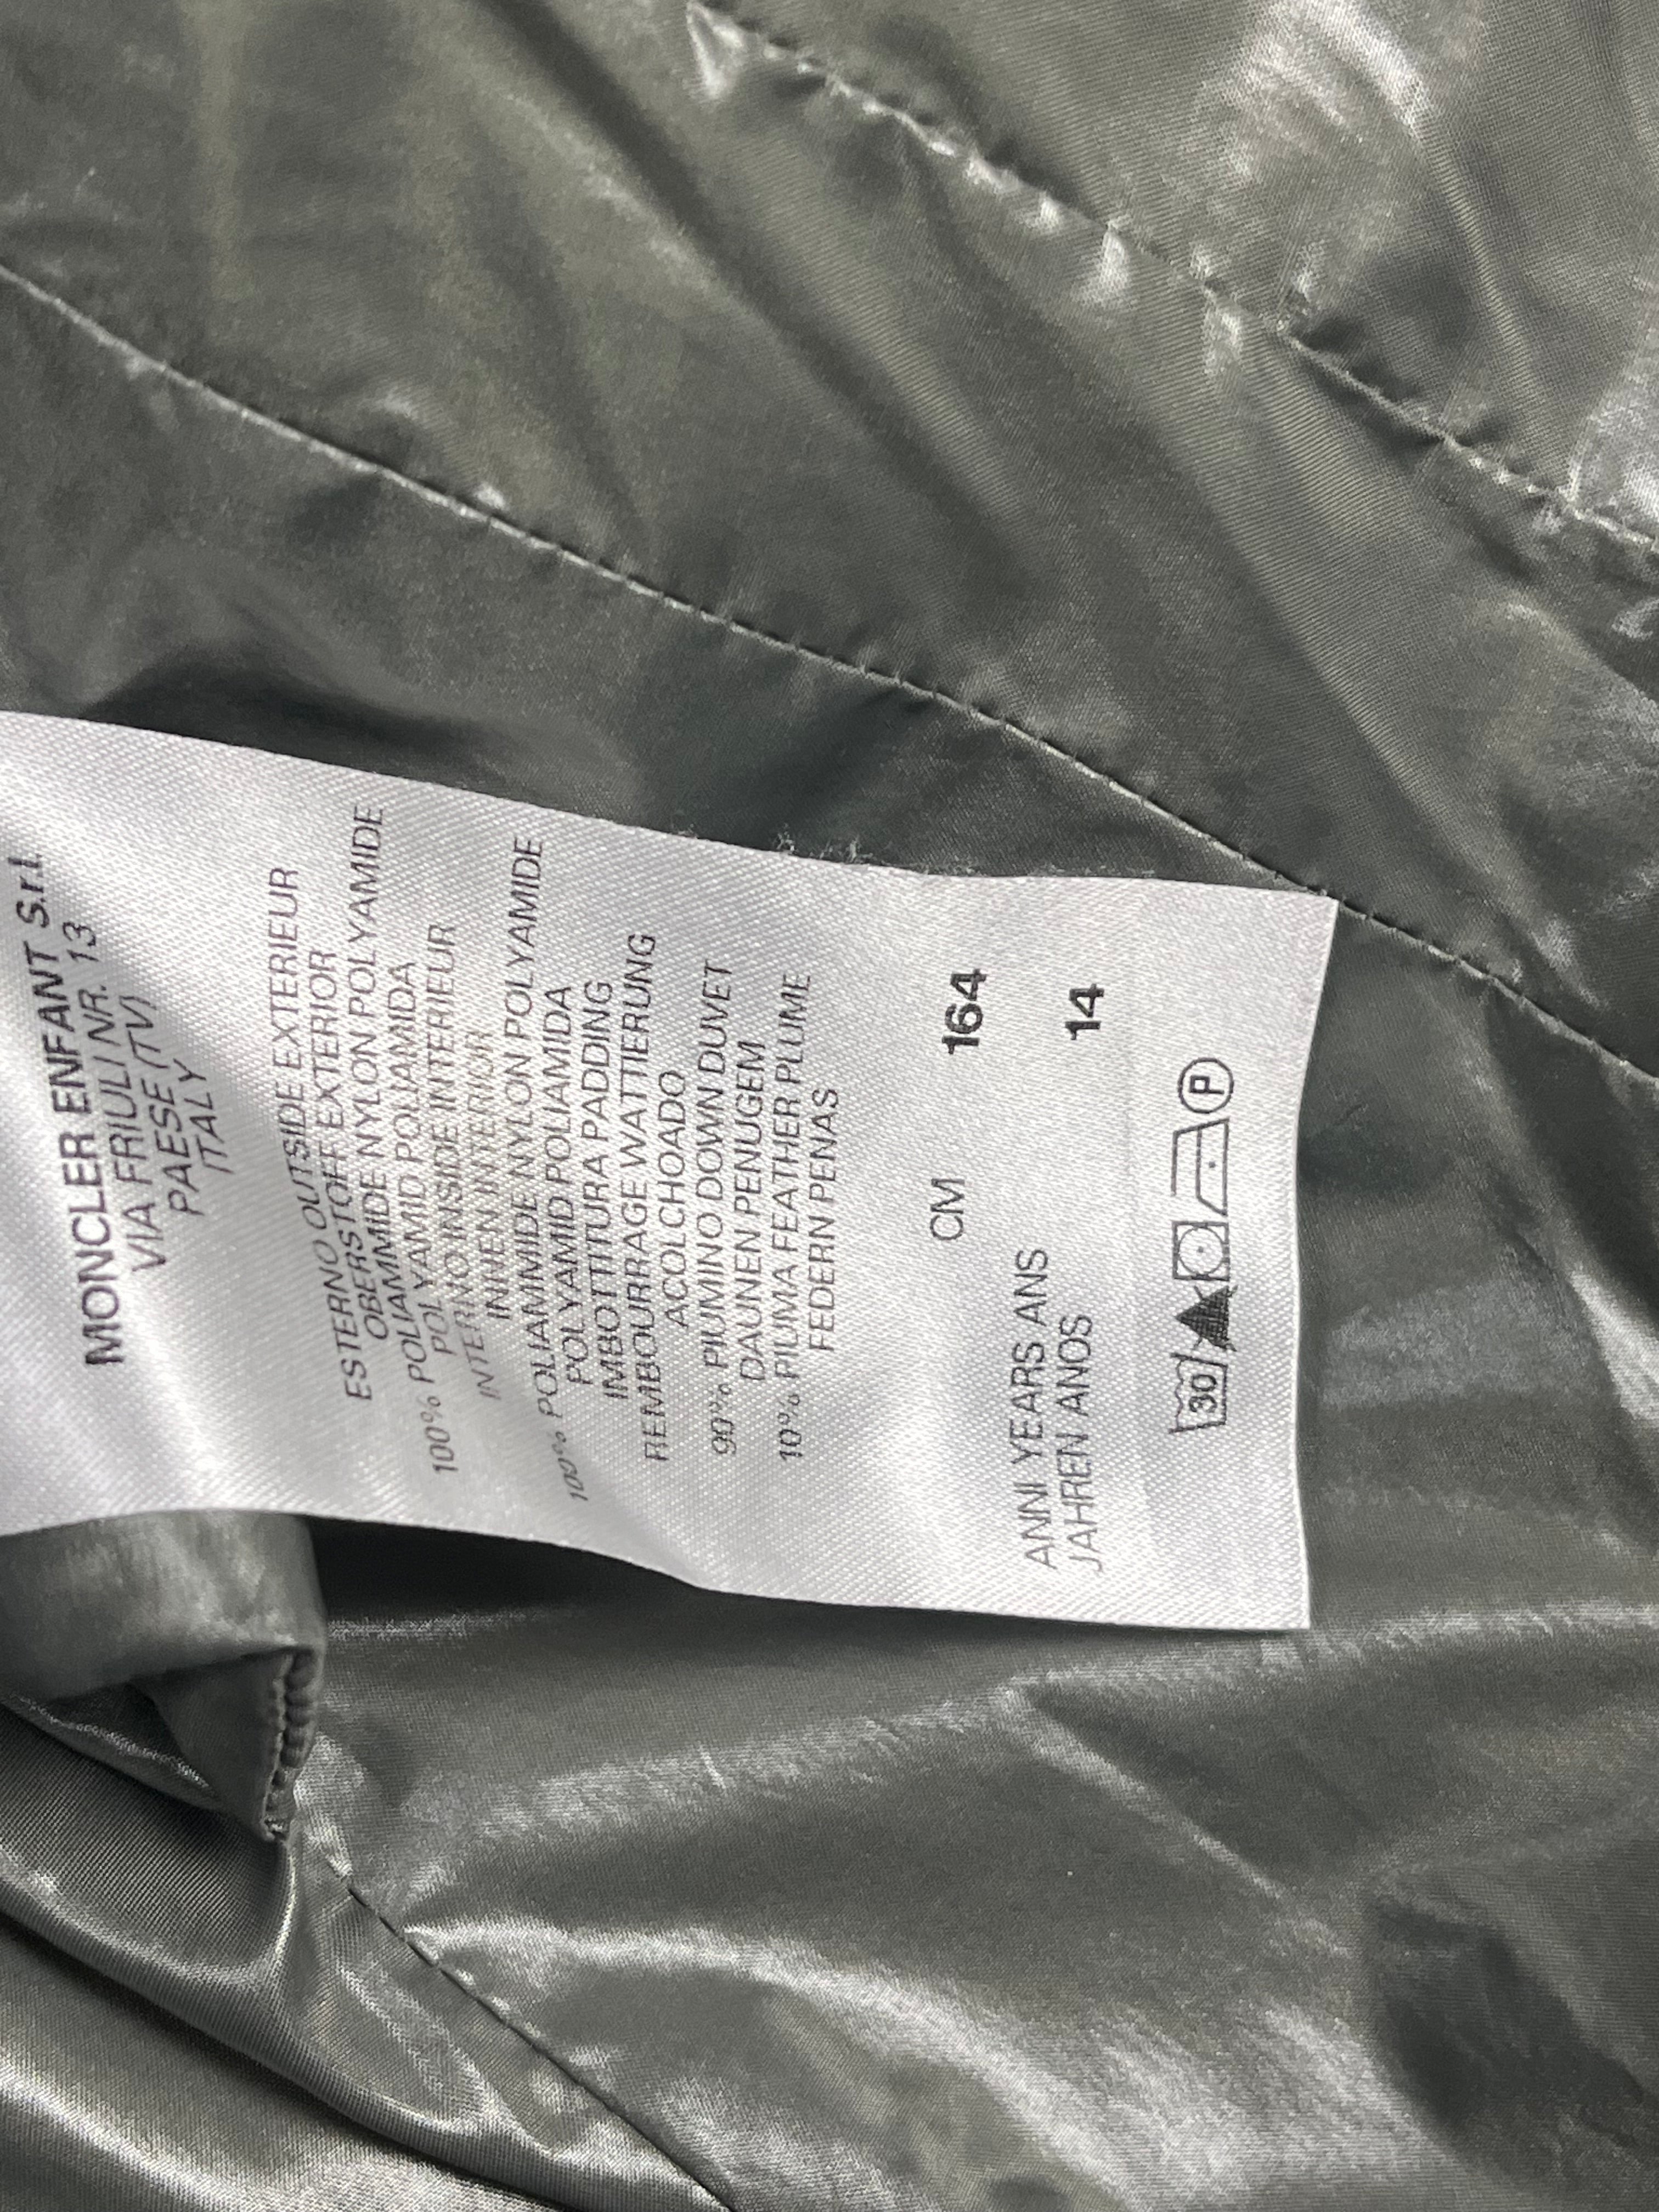 MONCLER ENFANT S.r.l.
VIA FRIULI NR. 13
PAESE (TV)
ITALY
ESTERNO OUTSIDE EXTERIEUR
OBERSTOFF EXTERIOR
100% POLIAMMIDE NYLON POLYAMIDE
POLYAMID POLIAMIDA
INTERNO INSIDE INTERIEUR
INNEN INTERIOR
100% POLIAMMIDE NYLON POLYAMIDE
POLYAMID POLIAMIDA
IMBOTTITURA PADDING
REMBOURRAGE WATTIERUNG
ACOLCHOADO
90% PIUMINO DOWN DUVET
DAUNEN PENUGEM
10% PIUMA FEATHER PLUME
FEDERN PENAS
CM 164
ANNI YEARS ANS
JAHREN ANOS 14
30 P